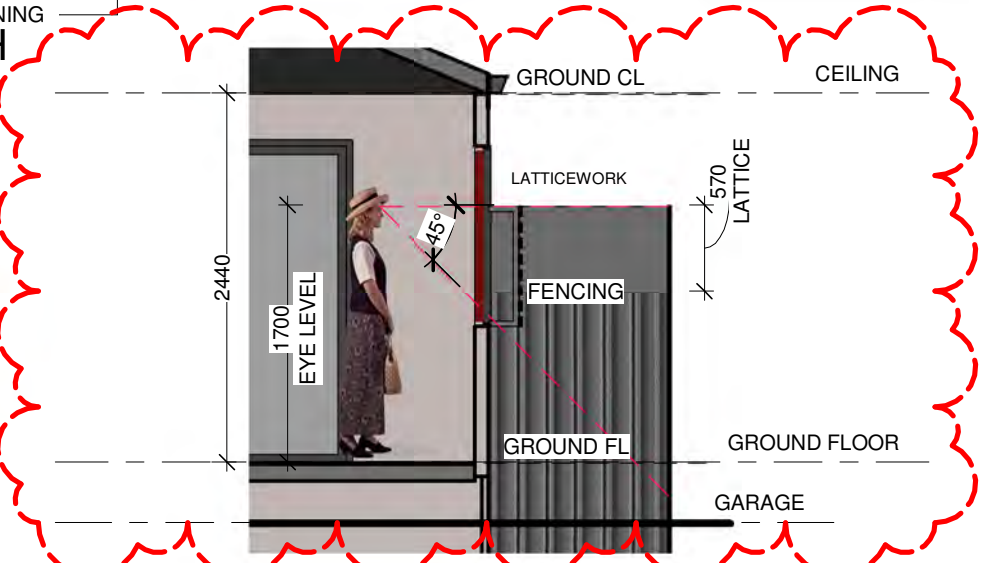 NING
H
GROUND CL
CEILING
LATTICEWORK
570
LATTICE
45°
2440
1700
EYE LEVEL
FENCING
GROUND FL
GROUND FLOOR
GARAGE